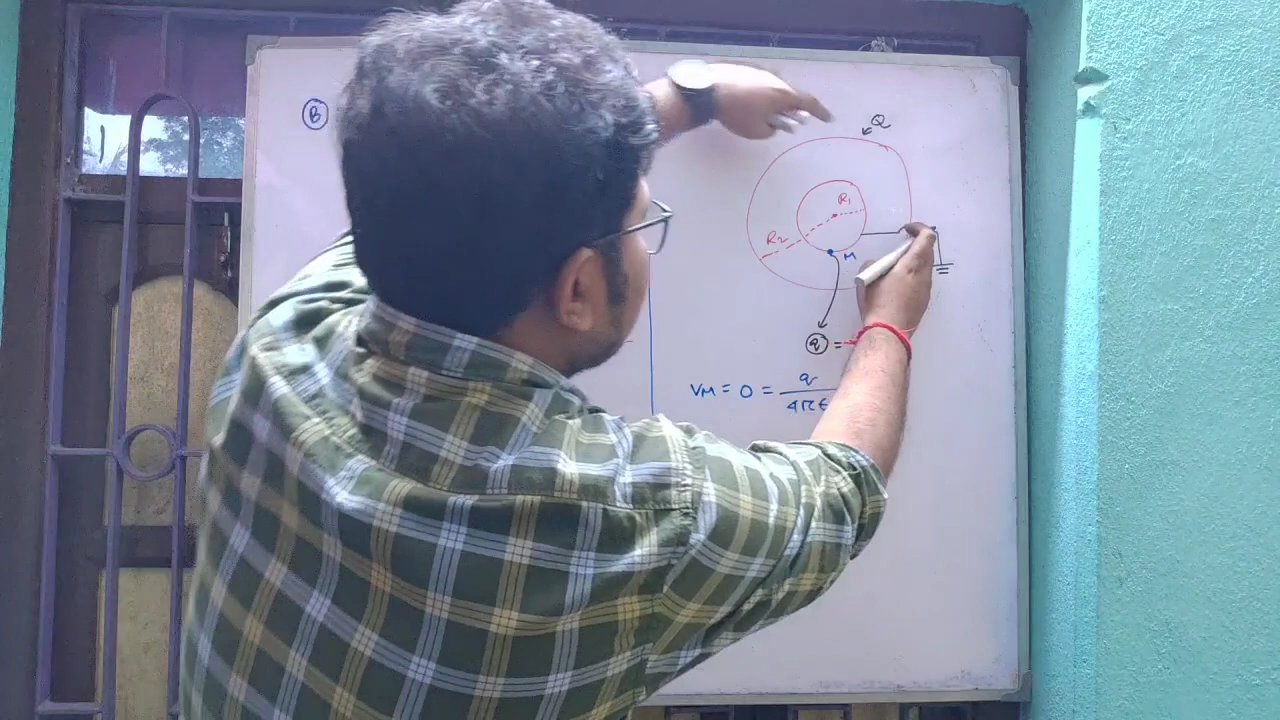 B
Q
R1
R2
M
q =
VM = 0 = q / 4πε